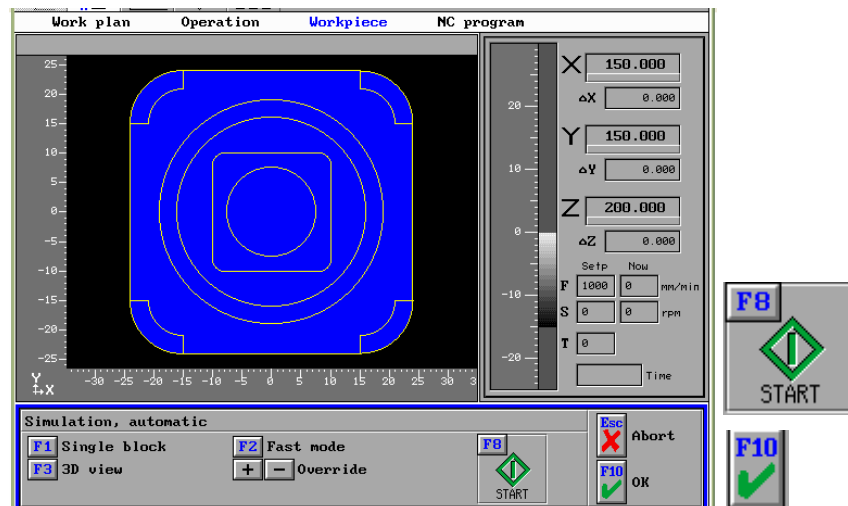 Work plan Operation Workpiece NC program
25
20
15
10
5
0
-5
-10
-15
-20
-25
Y
X
-30 -25 -20 -15 -10 -5 0 5 10 15 20 25 30 3
20
10
0
-10
-20
X 150.000
△X 0.000
Y 150.000
△Y 0.000
Z 200.000
△Z 0.000
Setp Now
F 1000 0 mm/min
S 0 0 rpm
T 0
Time
Simulation, automatic
F1 Single block F2 Fast mode
F3 3D view + - Override
F8
START
Esc Abort
F10 OK
F8
START
F10